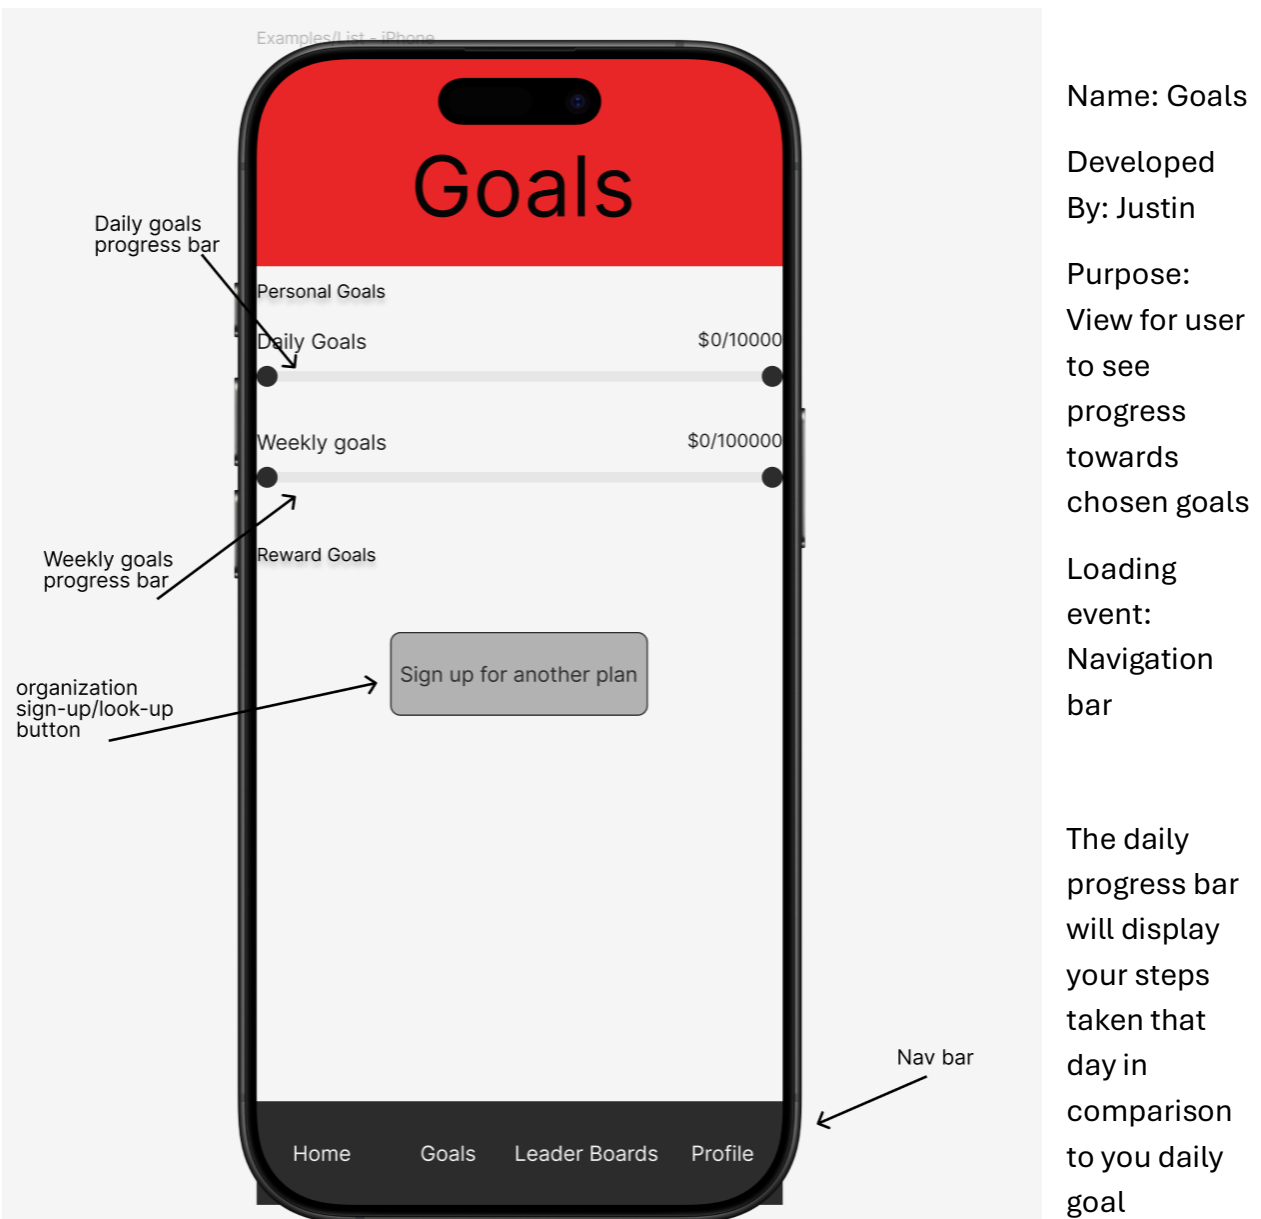 Examples/List - iPhone
Goals
Daily goals
progress bar
Personal Goals
Daily Goals
$0/10000
Weekly goals
$0/100000
Weekly goals
progress bar
Reward Goals
Sign up for another plan
organization
sign-up/look-up
button
Nav bar
Home
Goals
Leader Boards
Profile
Name: Goals
Developed
By: Justin
Purpose:
View for user
to see
progress
towards
chosen goals
Loading
event:
Navigation
bar
The daily
progress bar
will display
your steps
taken that
day in
comparison
to you daily
goal